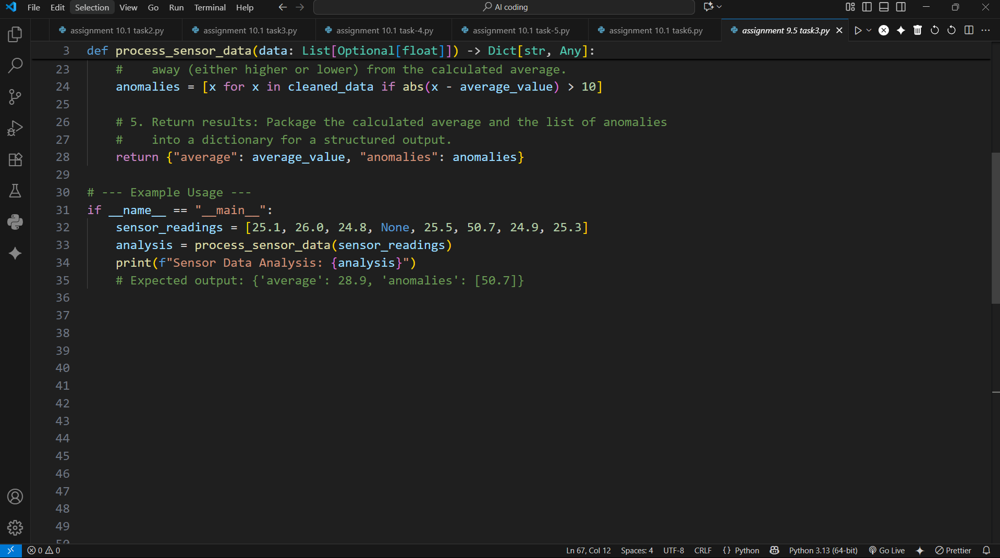 File Edit Selection View Go Run Terminal Help AI coding
assignment 10.1 task2.py assignment 10.1 task3.py assignment 10.1 task-4.py assignment 10.1 task-5.py assignment 10.1 task6.py assignment 9.5 task3.py
3 def process_sensor_data(data: List[Optional[float]]) -> Dict[str, Any]:
23 #    away (either higher or lower) from the calculated average.
24 anomalies = [x for x in cleaned_data if abs(x - average_value) > 10]
25
26 # 5. Return results: Package the calculated average and the list of anomalies
27 #    into a dictionary for a structured output.
28 return {"average": average_value, "anomalies": anomalies}
29
30 # --- Example Usage ---
31 if __name__ == "__main__":
32 sensor_readings = [25.1, 26.0, 24.8, None, 25.5, 50.7, 24.9, 25.3]
33 analysis = process_sensor_data(sensor_readings)
34 print(f"Sensor Data Analysis: {analysis}")
35 # Expected output: {'average': 28.9, 'anomalies': [50.7]}
36
37
38
39
40
41
42
43
44
45
46
47
48
49
50
0 0 Ln 67, Col 12 Spaces: 4 UTF-8 CRLF {} Python Python 3.13 (64-bit) Go Live Prettier